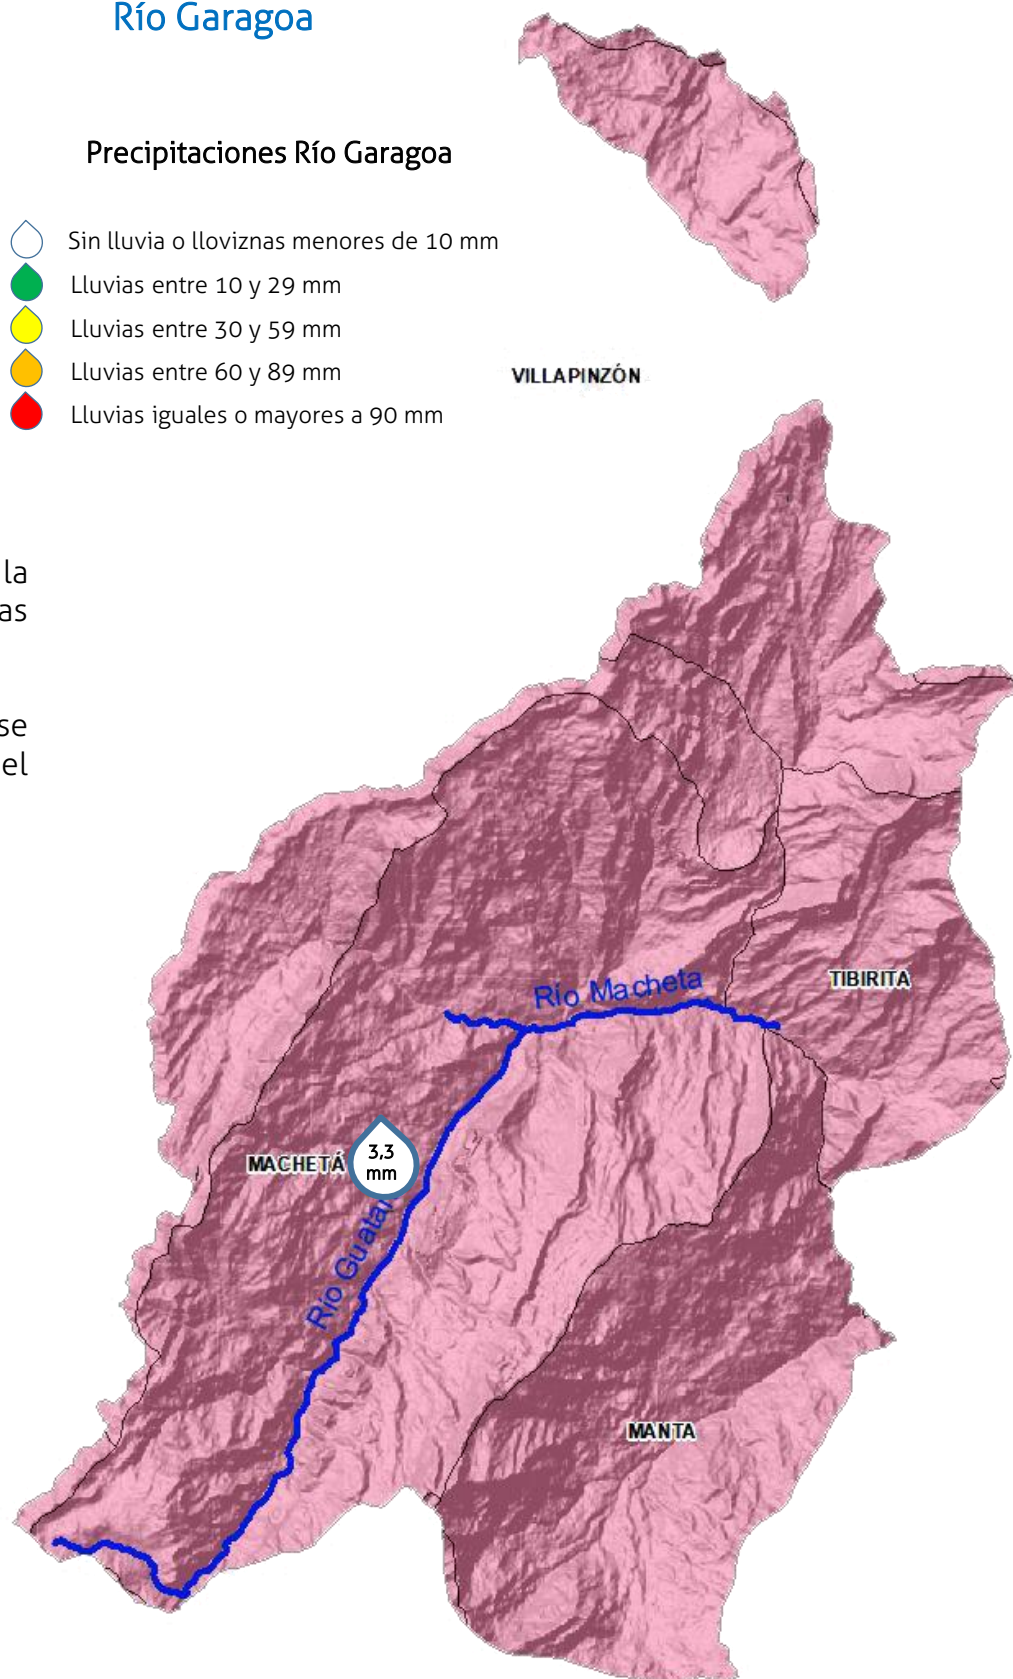 Río Garagoa
Precipitaciones Río Garagoa
Sin lluvia o lloviznas menores de 10 mm
Lluvias entre 10 y 29 mm
Lluvias entre 30 y 59 mm
Lluvias entre 60 y 89 mm
Lluvias iguales o mayores a 90 mm
VILLAPINZÓN
la
as
se
el
Río Macheta
TIBIRITA
MACHETÁ
3,3
mm
Río
MANTA